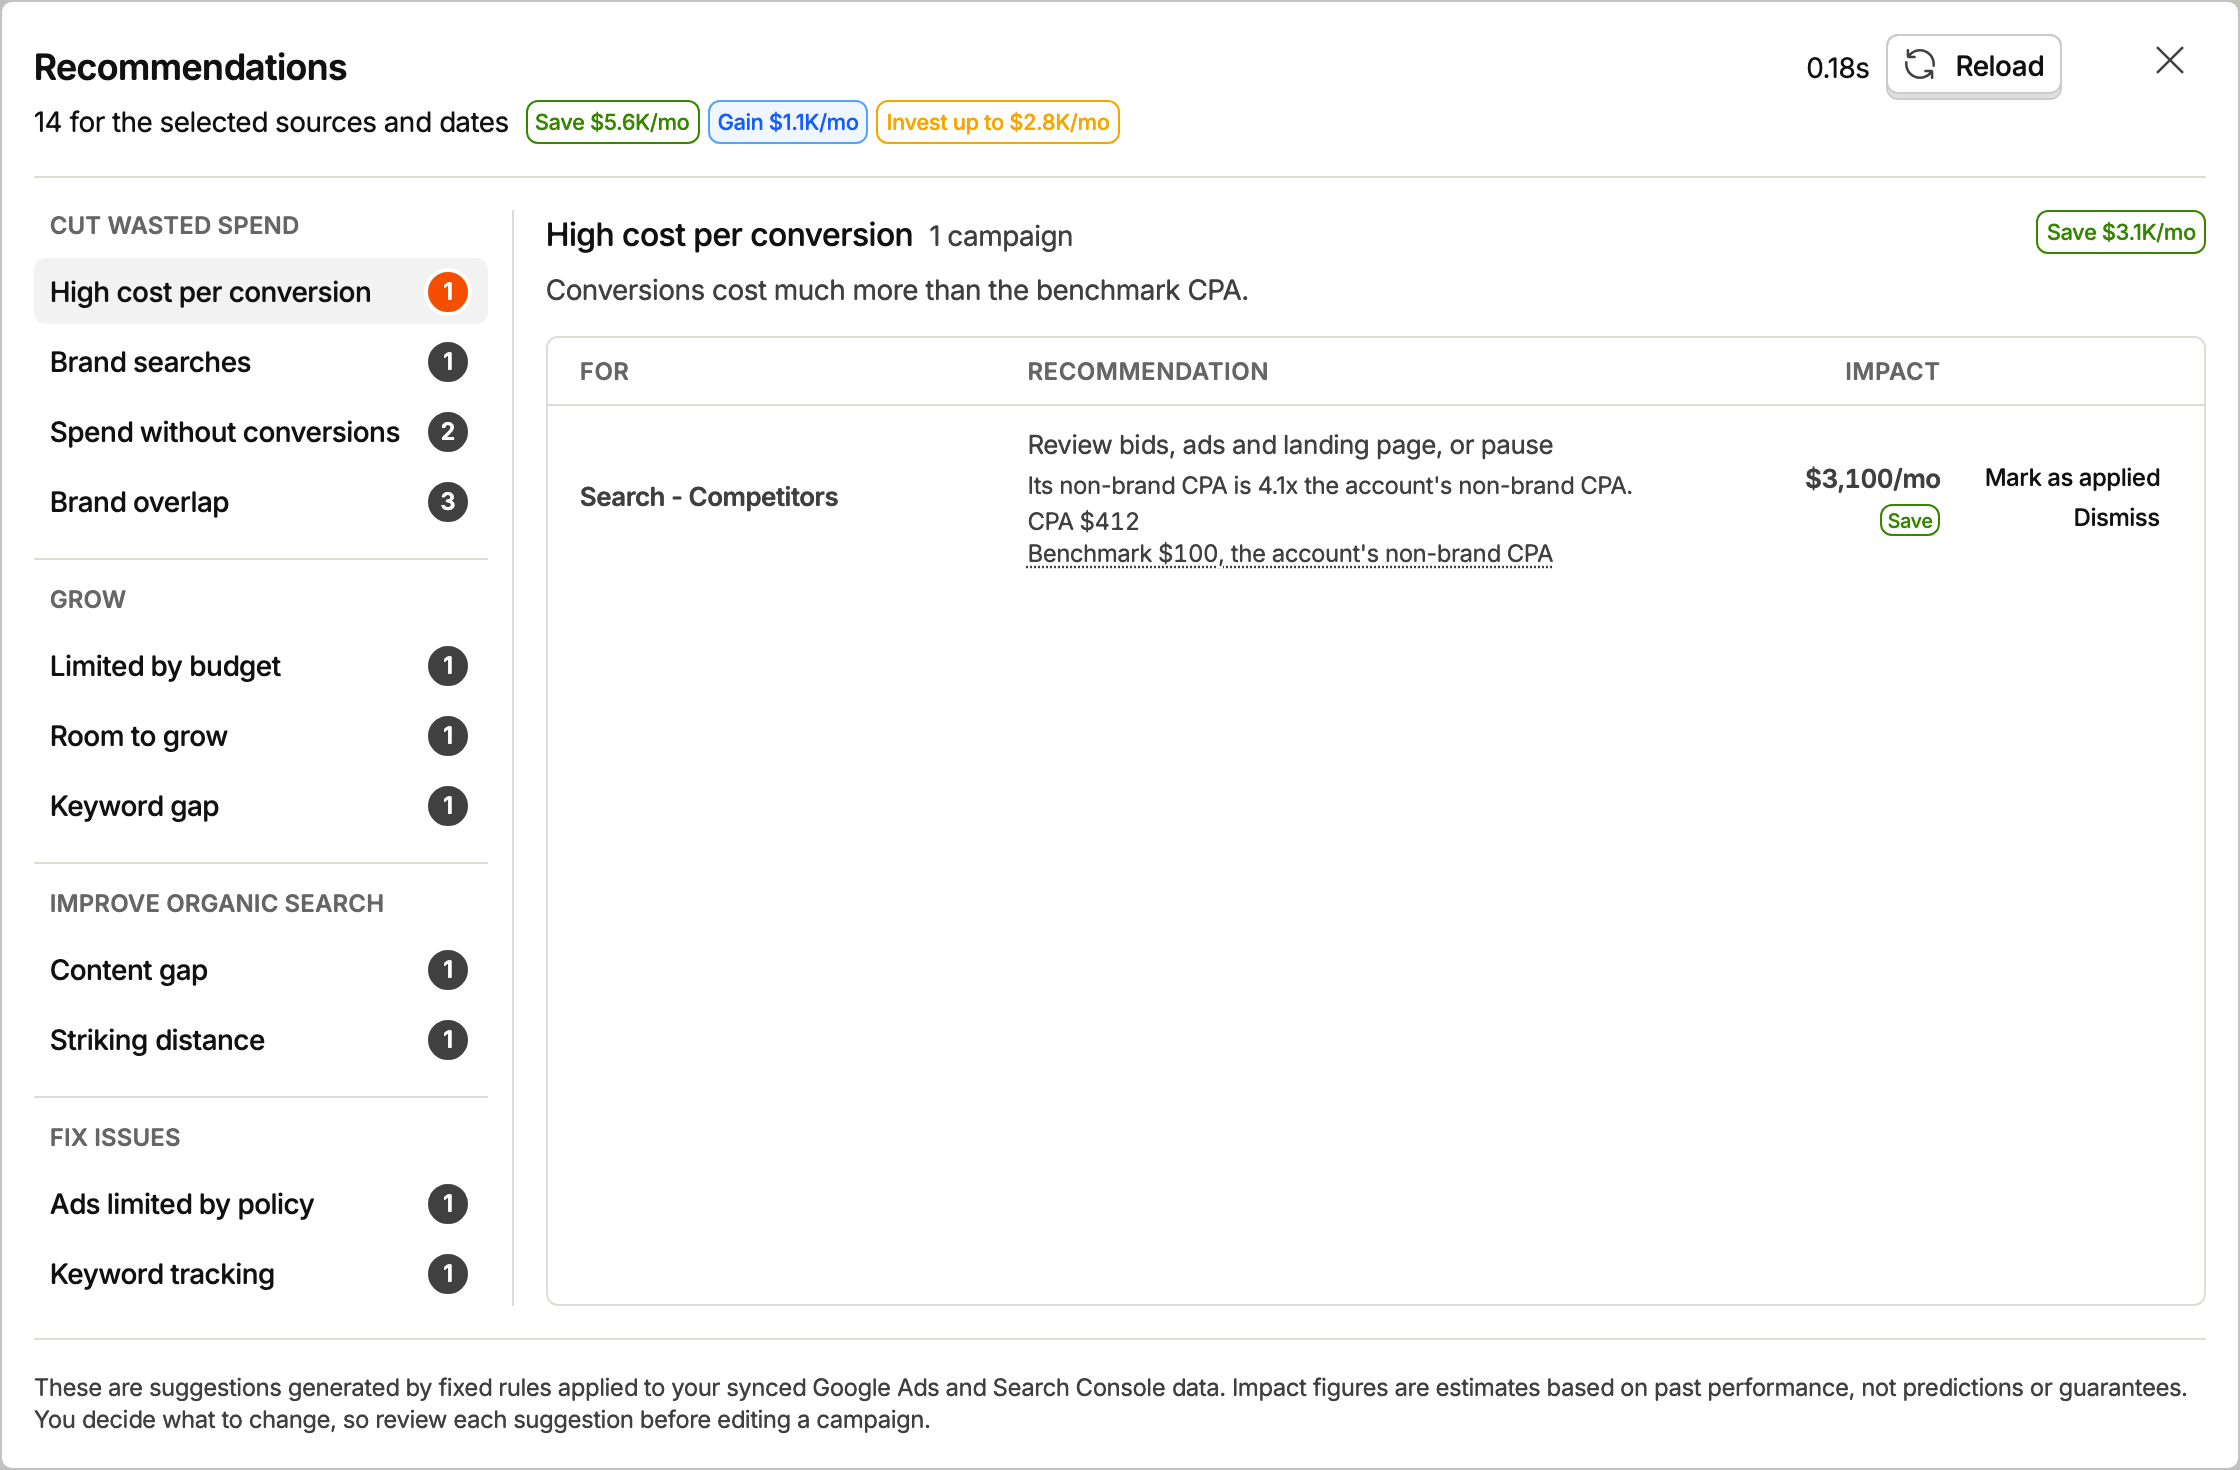 Recommendations
0.18s
Reload
14 for the selected sources and dates
Save $5.6K/mo
Gain $1.1K/mo
Invest up to $2.8K/mo
CUT WASTED SPEND
High cost per conversion 1
Brand searches 1
Spend without conversions 2
Brand overlap 3
GROW
Limited by budget 1
Room to grow 1
Keyword gap 1
IMPROVE ORGANIC SEARCH
Content gap 1
Striking distance 1
FIX ISSUES
Ads limited by policy 1
Keyword tracking 1
High cost per conversion 1 campaign
Save $3.1K/mo
Conversions cost much more than the benchmark CPA.
FOR RECOMMENDATION IMPACT
Search - Competitors
Review bids, ads and landing page, or pause
Its non-brand CPA is 4.1x the account's non-brand CPA.
CPA $412
Benchmark $100, the account's non-brand CPA
$3,100/mo
Save
Mark as applied
Dismiss
These are suggestions generated by fixed rules applied to your synced Google Ads and Search Console data. Impact figures are estimates based on past performance, not predictions or guarantees.
You decide what to change, so review each suggestion before editing a campaign.